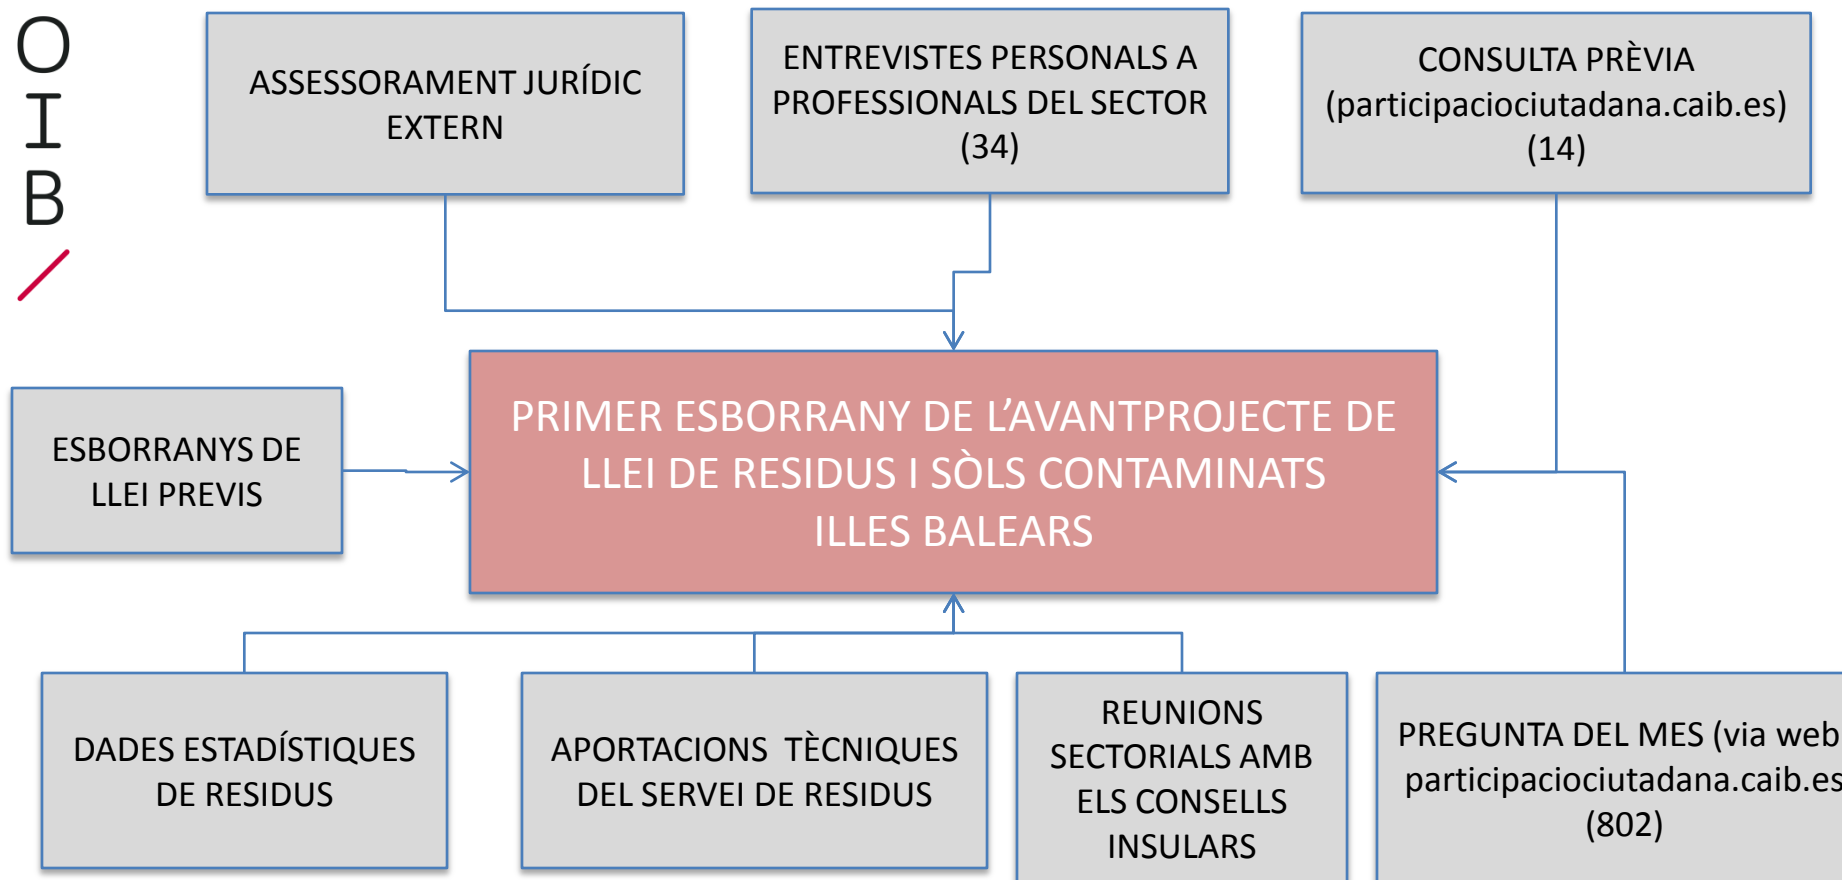 O
I
B
ASSESSORAMENT JURÍDIC
EXTERN
ENTREVISTES PERSONALS A
PROFESSIONALS DEL SECTOR
(34)
CONSULTA PRÈVIA
(participaciociutadana.caib.es)
(14)
ESBORRANYS DE
LLEI PREVIS
PRIMER ESBORRANY DE L’AVANTPROJECTE DE
LLEI DE RESIDUS I SÒLS CONTAMINATS
ILLES BALEARS
DADES ESTADÍSTIQUES
DE RESIDUS
APORTACIONS  TÈCNIQUES
DEL SERVEI DE RESIDUS
REUNIONS
SECTORIALS AMB
ELS CONSELLS
INSULARS
PREGUNTA DEL MES (via web
participaciociutadana.caib.es
(802)